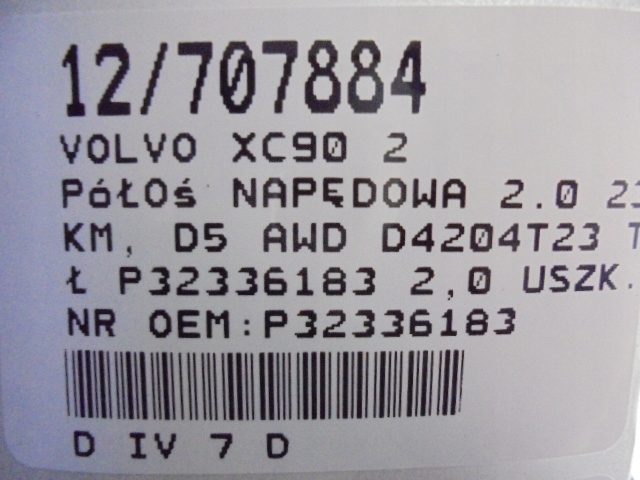 12/707884
VOLVO XC90 2
PóŁOś NAPĘDOWA 2.0 23
KM, D5 AWD D4204T23 T
Ł P32336183 2,0 USZK.
NR OEM:P32336183
D IV 7 D